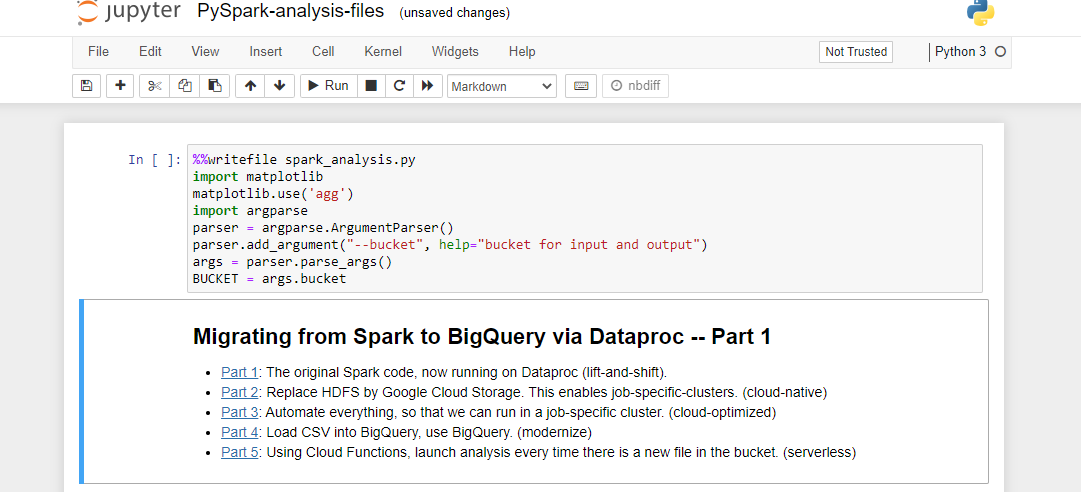 jupyter PySpark-analysis-files (unsaved changes)
File Edit View Insert Cell Kernel Widgets Help Not Trusted Python 3
Run Markdown nbdiff
In [ ]: %%writefile spark_analysis.py
import matplotlib
matplotlib.use('agg')
import argparse
parser = argparse.ArgumentParser()
parser.add_argument("--bucket", help="bucket for input and output")
args = parser.parse_args()
BUCKET = args.bucket
Migrating from Spark to BigQuery via Dataproc -- Part 1
• Part 1: The original Spark code, now running on Dataproc (lift-and-shift).
• Part 2: Replace HDFS by Google Cloud Storage. This enables job-specific-clusters. (cloud-native)
• Part 3: Automate everything, so that we can run in a job-specific cluster. (cloud-optimized)
• Part 4: Load CSV into BigQuery, use BigQuery. (modernize)
• Part 5: Using Cloud Functions, launch analysis every time there is a new file in the bucket. (serverless)